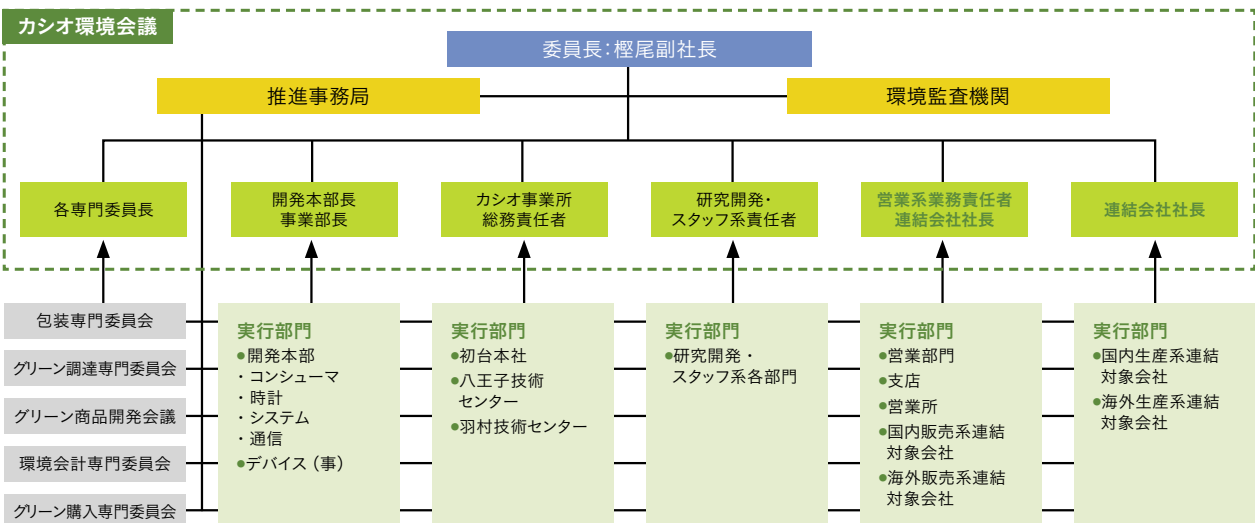 カシオ環境会議
委員長:樫尾副社長
推進事務局
環境監査機関
各専門委員長
開発本部長
事業部長
カシオ事業所
総務責任者
研究開発・
スタッフ系責任者
営業系業務責任者
連結会社社長
連結会社社長
包装専門委員会
グリーン調達専門委員会
グリーン商品開発会議
環境会計専門委員会
グリーン購入専門委員会
実行部門
●開発本部
・コンシューマ
・時計
・システム
・通信
●デバイス(事)
実行部門
●初台本社
●八王子技術
センター
●羽村技術センター
実行部門
●研究開発・
スタッフ系各部門
実行部門
●営業部門
●支店
●営業所
●国内販売系連結
対象会社
●海外販売系連結
対象会社
実行部門
●国内生産系連結
対象会社
●海外生産系連結
対象会社